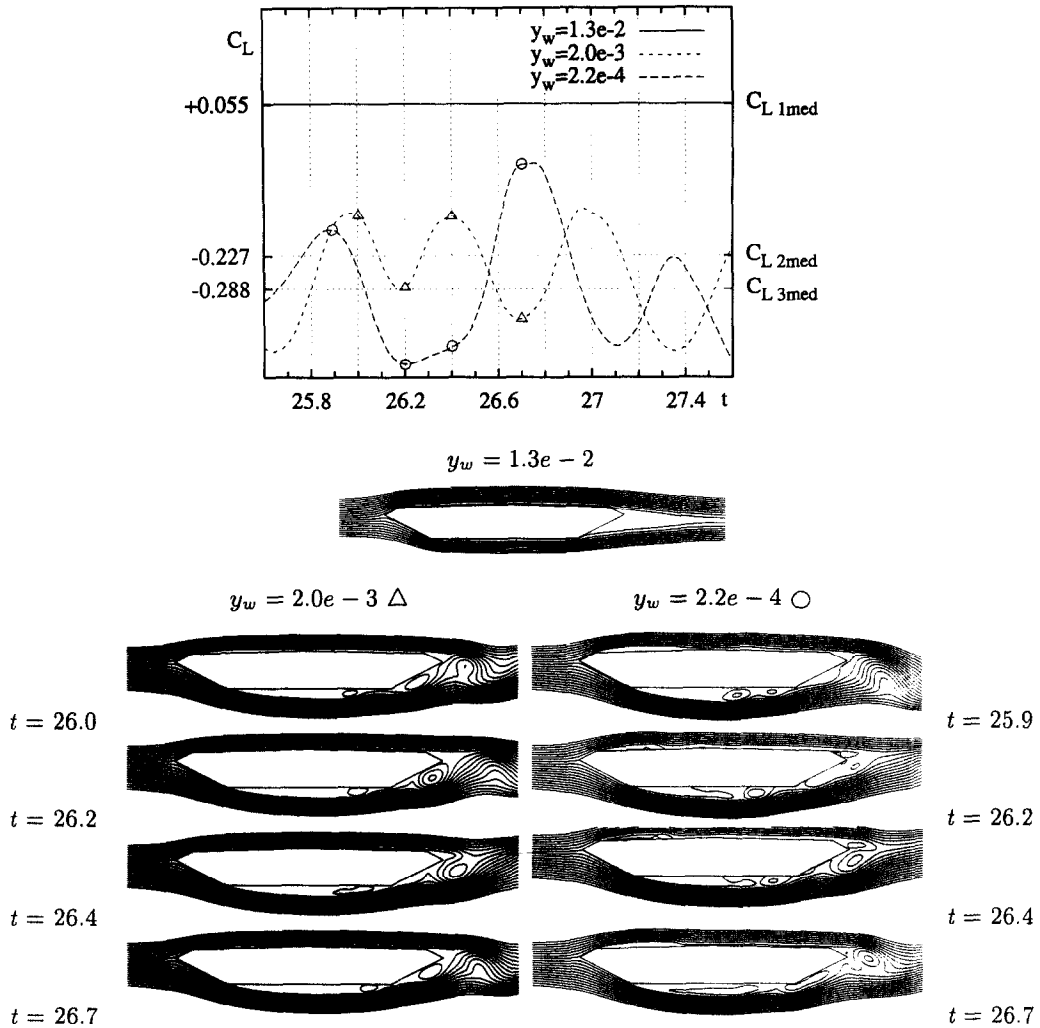 C_L
y_w=1.3e-2
y_w=2.0e-3
y_w=2.2e-4
+0.055
C_L 1med
-0.227
C_L 2med
-0.288
C_L 3med
25.8 26.2 26.6 27 27.4 t
y_w = 1.3e − 2
y_w = 2.0e − 3 △ y_w = 2.2e − 4 ○
t = 26.0 t = 25.9
t = 26.2 t = 26.2
t = 26.4 t = 26.4
t = 26.7 t = 26.7